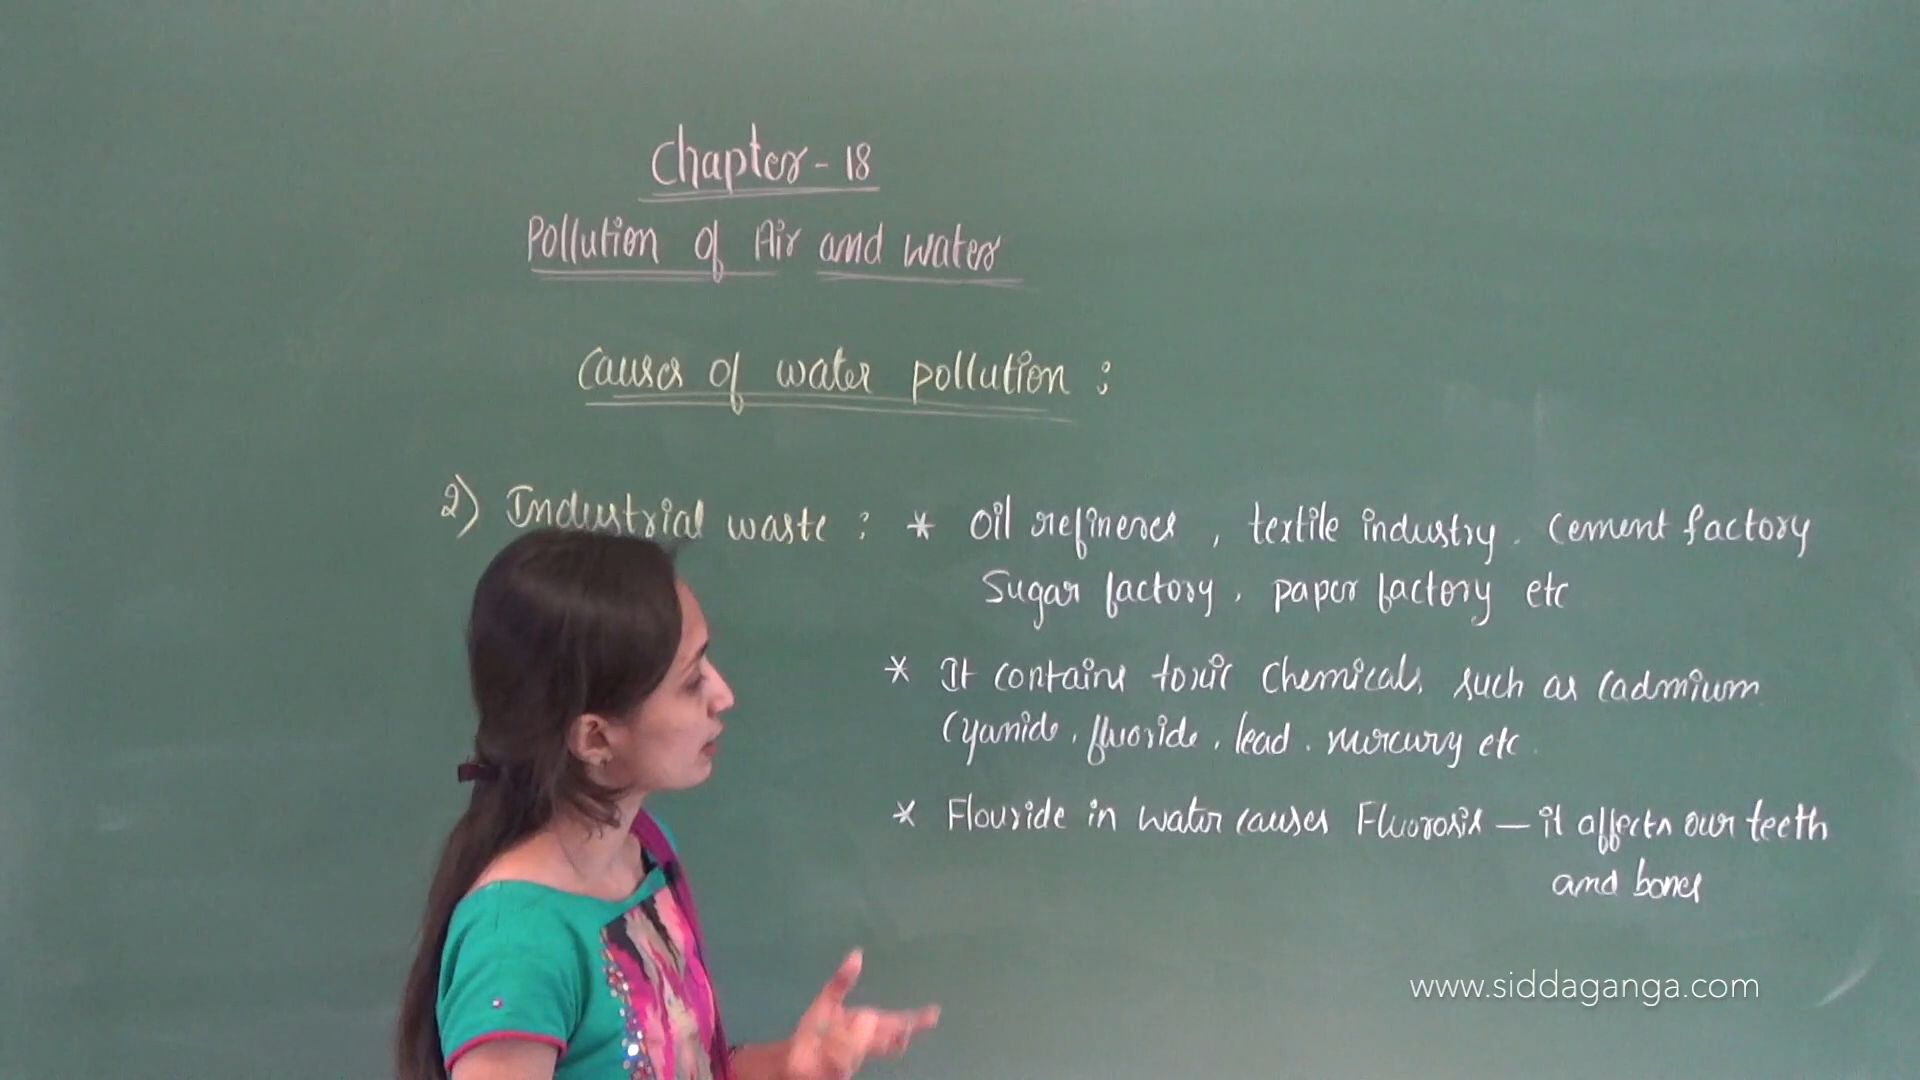 Chapter - 18
Pollution of Air and Water
Causes of water pollution :
2) Industrial waste : * Oil refineres , textile industry . Cement factory
Sugar factory , paper factory etc
* It contains toxic Chemicals such as Cadmium
Cyanide , fluoride , lead . mercury etc .
* Flouride in water causes Fluorosis — it affects our teeth
and bones
www.siddaganga.com